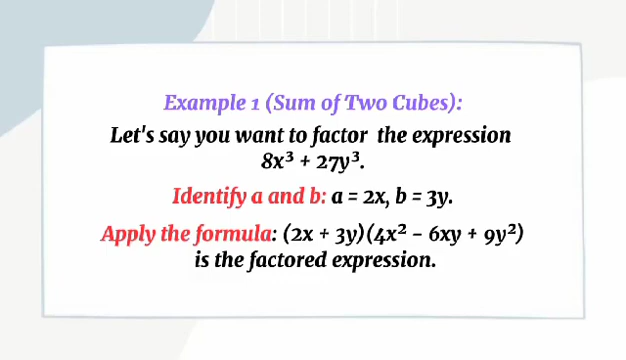 Example 1 (Sum of Two Cubes):
Let's say you want to factor the expression
8x³ + 27y³.
Identify a and b: a = 2x, b = 3y.
Apply the formula: (2x + 3y)(4x² - 6xy + 9y²)
is the factored expression.